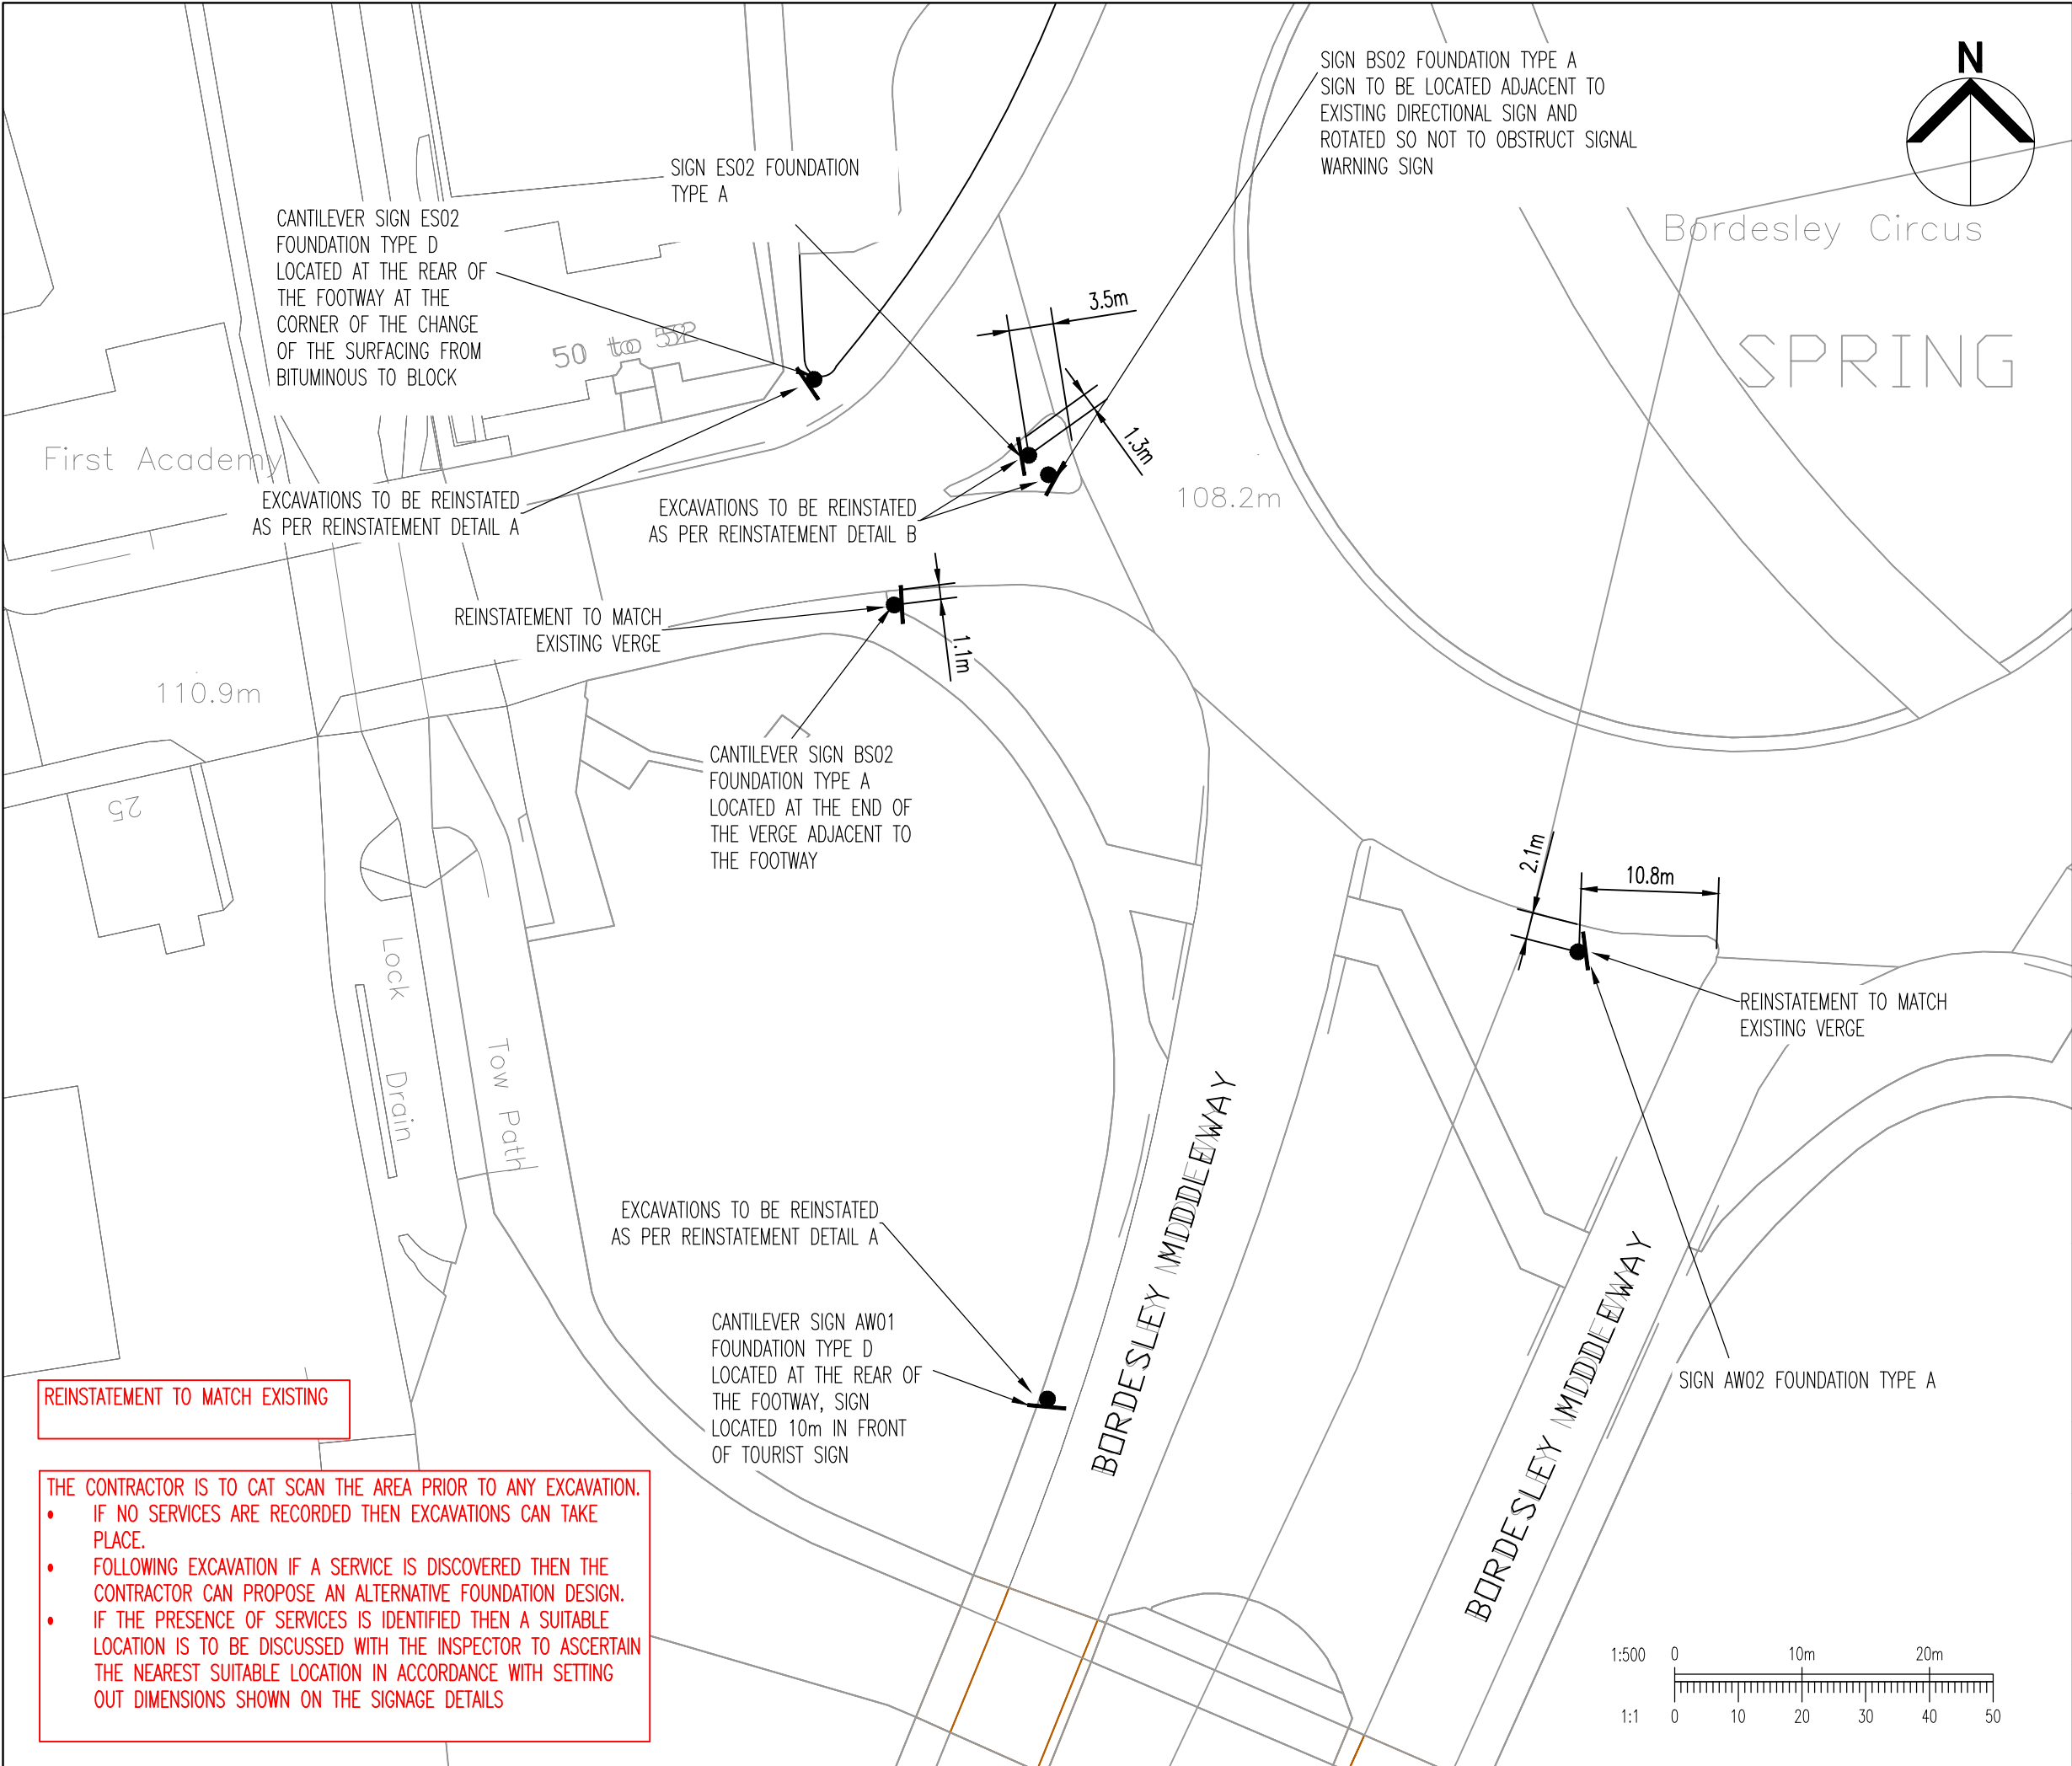 SIGN BS02 FOUNDATION TYPE A
SIGN TO BE LOCATED ADJACENT TO
EXISTING DIRECTIONAL SIGN AND
ROTATED SO NOT TO OBSTRUCT SIGNAL
WARNING SIGN
N
Bordesley Circus
SPRING
SIGN ES02 FOUNDATION
TYPE A
CANTILEVER SIGN ES02
FOUNDATION TYPE D
LOCATED AT THE REAR OF
THE FOOTWAY AT THE
CORNER OF THE CHANGE
OF THE SURFACING FROM
BITUMINOUS TO BLOCK
3.5m
1.3m
50 to 552
First Academy
108.2m
EXCAVATIONS TO BE REINSTATED
AS PER REINSTATEMENT DETAIL A
EXCAVATIONS TO BE REINSTATED
AS PER REINSTATEMENT DETAIL B
REINSTATEMENT TO MATCH
EXISTING VERGE
1.1m
110.9m
25
CANTILEVER SIGN BS02
FOUNDATION TYPE A
LOCATED AT THE END OF
THE VERGE ADJACENT TO
THE FOOTWAY
2.1m
10.8m
REINSTATEMENT TO MATCH
EXISTING VERGE
Lock
Drain
Tow Path
BORDESLEY MIDDLEWAY
BORDESLEY MIDDLEWAY
EXCAVATIONS TO BE REINSTATED
AS PER REINSTATEMENT DETAIL A
CANTILEVER SIGN AW01
FOUNDATION TYPE D
LOCATED AT THE REAR OF
THE FOOTWAY, SIGN
LOCATED 10m IN FRONT
OF TOURIST SIGN
SIGN AW02 FOUNDATION TYPE A
REINSTATEMENT TO MATCH EXISTING
THE CONTRACTOR IS TO CAT SCAN THE AREA PRIOR TO ANY EXCAVATION.
• IF NO SERVICES ARE RECORDED THEN EXCAVATIONS CAN TAKE
PLACE.
• FOLLOWING EXCAVATION IF A SERVICE IS DISCOVERED THEN THE
CONTRACTOR CAN PROPOSE AN ALTERNATIVE FOUNDATION DESIGN.
• IF THE PRESENCE OF SERVICES IS IDENTIFIED THEN A SUITABLE
LOCATION IS TO BE DISCUSSED WITH THE INSPECTOR TO ASCERTAIN
THE NEAREST SUITABLE LOCATION IN ACCORDANCE WITH SETTING
OUT DIMENSIONS SHOWN ON THE SIGNAGE DETAILS
1:500 0 10m 20m
1:1 0 10 20 30 40 50